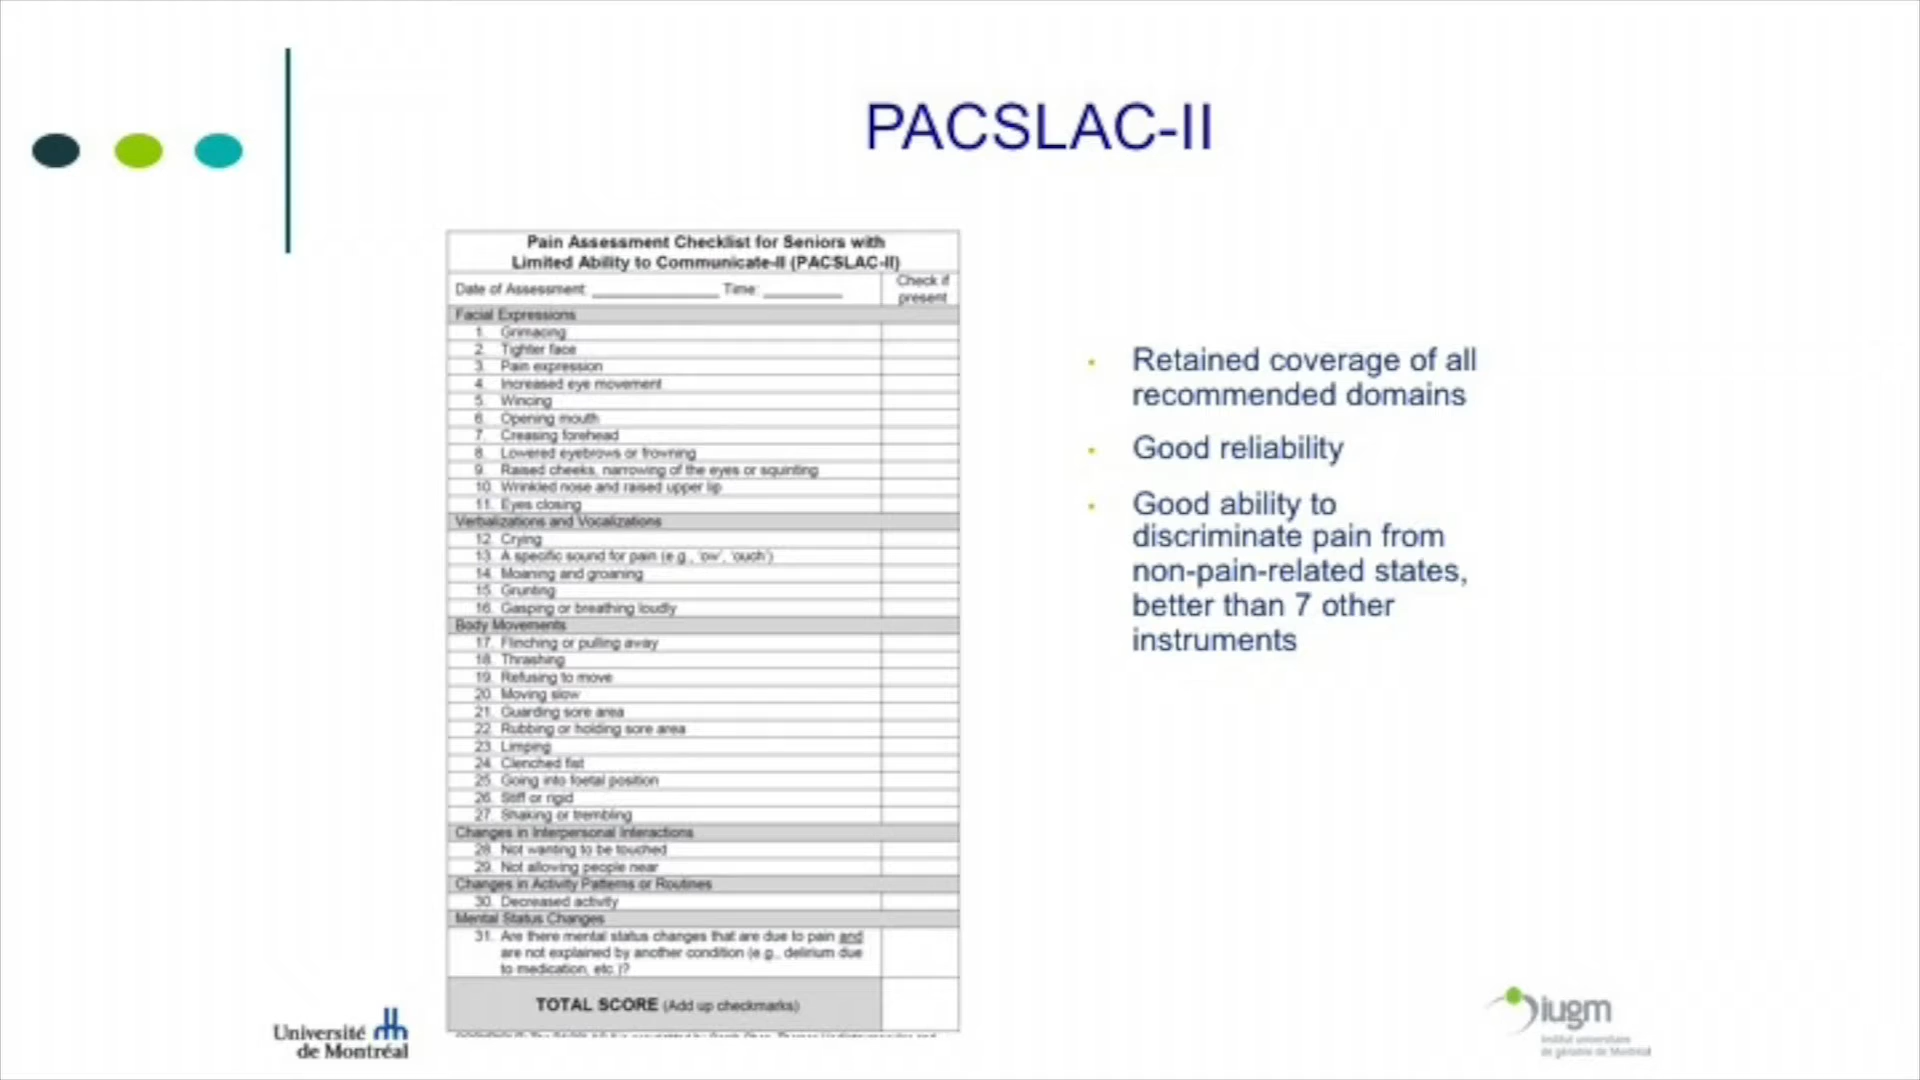 PACSLAC-II
Pain Assessment Checklist for Seniors with
Limited Ability to Communicate-II (PACSLAC-II)
Date of Assessment: ______________ Time: _________
Check if
present
Facial Expressions
1. Grimacing
2. Tighter face
3. Pain expression
4. Increased eye movement
5. Wincing
6. Opening mouth
7. Creasing forehead
8. Lowered eyebrows or frowning
9. Raised cheeks, narrowing of the eyes or squinting
10. Wrinkled nose and raised upper lip
11. Eyes closing
Verbalizations and Vocalizations
12. Crying
13. A specific sound for pain (e.g., 'ow', 'ouch')
14. Moaning and groaning
15. Grunting
16. Gasping or breathing loudly
Body Movements
17. Flinching or pulling away
18. Thrashing
19. Refusing to move
20. Moving slow
21. Guarding sore area
22. Rubbing or holding sore area
23. Limping
24. Clenched fist
25. Going into foetal position
26. Stiff or rigid
27. Shaking or trembling
Changes in Interpersonal Interactions
28. Not wanting to be touched
29. Not allowing people near
Changes in Activity Patterns or Routines
30. Decreased activity
Mental Status Changes
31. Are there mental status changes that are due to pain and
are not explained by another condition (e.g., delirium due
to medication, etc.)?
TOTAL SCORE (Add up checkmarks)
• Retained coverage of all
recommended domains
• Good reliability
• Good ability to
discriminate pain from
non-pain-related states,
better than 7 other
instruments
Université
de Montréal
iugm
Institut universitaire
de gériatrie de Montréal